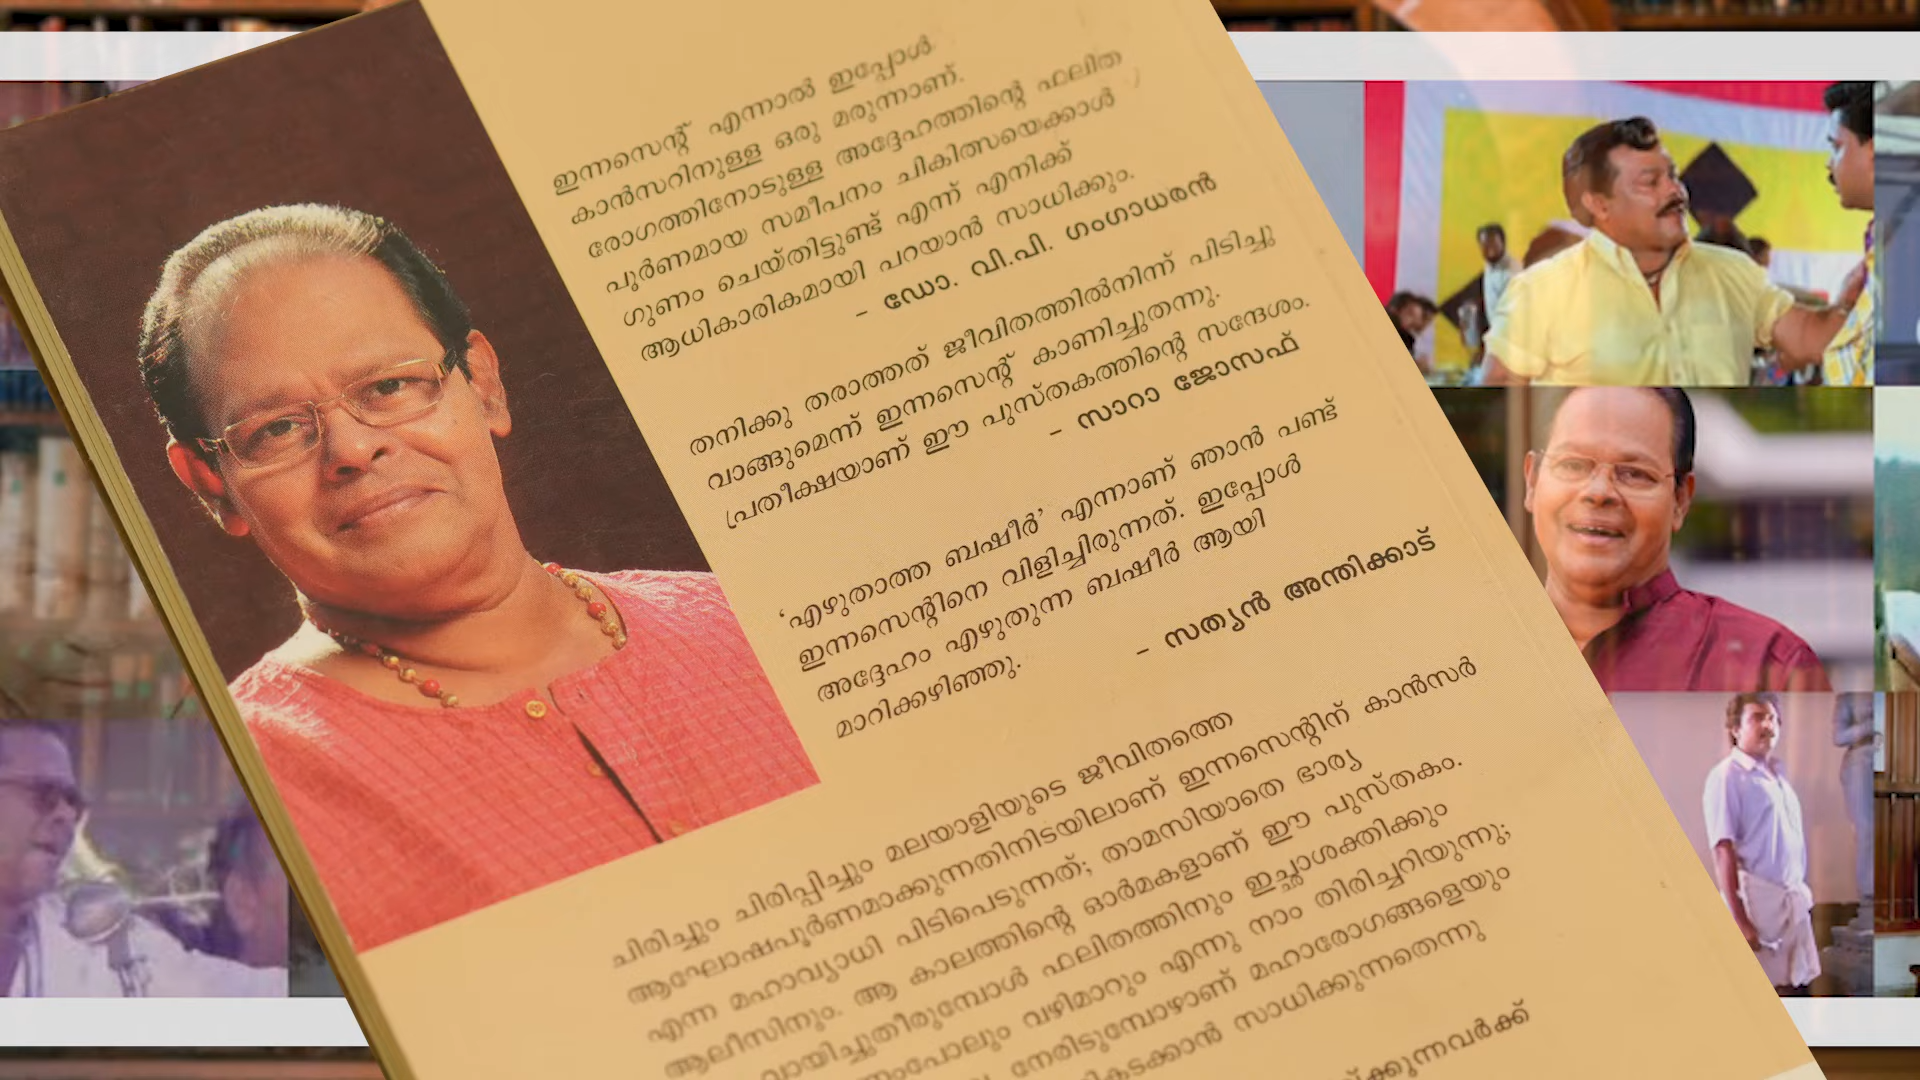 ഇന്നസെന്റ് എന്നാൽ ഇപ്പോൾ
കാൻസറിനുള്ള ഒരു മരുന്നാണ്.
രോഗത്തിനോടുള്ള അദ്ദേഹത്തിന്റെ ഫലിത
പൂർണമായ സമീപനം ചികിത്സയെക്കാൾ
ഗുണം ചെയ്തിട്ടുണ്ട് എന്ന് എനിക്ക്
ആധികാരികമായി പറയാൻ സാധിക്കും.
– ഡോ. വി.പി. ഗംഗാധരൻ
തനിക്കു തരാത്തത് ജീവിതത്തിൽനിന്ന് പിടിച്ചു
വാങ്ങുമെന്ന് ഇന്നസെന്റ് കാണിച്ചുതന്നു.
പ്രതീക്ഷയാണ് ഈ പുസ്തകത്തിന്റെ സന്ദേശം.
– സാറാ ജോസഫ്
‘എഴുതാത്ത ബഷീർ’ എന്നാണ് ഞാൻ പണ്ട്
ഇന്നസെന്റിനെ വിളിച്ചിരുന്നത്. ഇപ്പോൾ
അദ്ദേഹം എഴുതുന്ന ബഷീർ ആയി
മാറിക്കഴിഞ്ഞു.
– സത്യൻ അന്തിക്കാട്
ചിരിച്ചും ചിരിപ്പിച്ചും മലയാളിയുടെ ജീവിതത്തെ
ആഘോഷപൂർണമാക്കുന്നതിനിടയിലാണ് ഇന്നസെന്റിന് കാൻസർ
എന്ന മഹാവ്യാധി പിടിപെടുന്നത്; താമസിയാതെ ഭാര്യ
ആലീസിനും. ആ കാലത്തിന്റെ ഓർമകളാണ് ഈ പുസ്തകം.
വായിച്ചുതീരുമ്പോൾ ഫലിതത്തിനും ഇച്ഛാശക്തിക്കും
വഴിമാറും എന്നു നാം തിരിച്ചറിയുന്നു;
നേരിടുമ്പോഴാണ് മഹാരോഗങ്ങളെയും
സാധിക്കുന്നതെന്നു